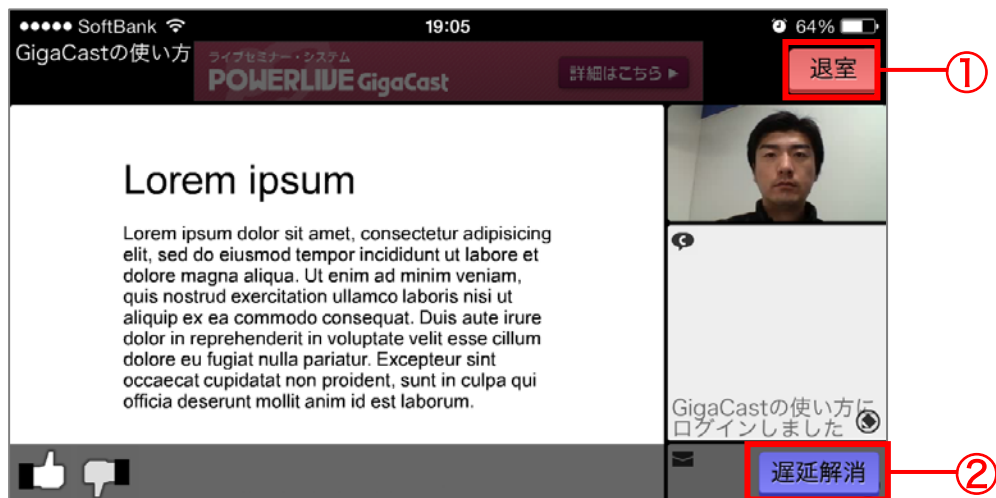 SoftBank 19:05 64%
GigaCastの使い方
ライブセミナー・システム
POWERLIVE GigaCast
詳細はこちら
退室
①
Lorem ipsum
Lorem ipsum dolor sit amet, consectetur adipisicing
elit, sed do eiusmod tempor incididunt ut labore et
dolore magna aliqua. Ut enim ad minim veniam,
quis nostrud exercitation ullamco laboris nisi ut
aliquip ex ea commodo consequat. Duis aute irure
dolor in reprehenderit in voluptate velit esse cillum
dolore eu fugiat nulla pariatur. Excepteur sint
occaecat cupidatat non proident, sunt in culpa qui
officia deserunt mollit anim id est laborum.
GigaCastの使い方に
ログインしました
遅延解消
②